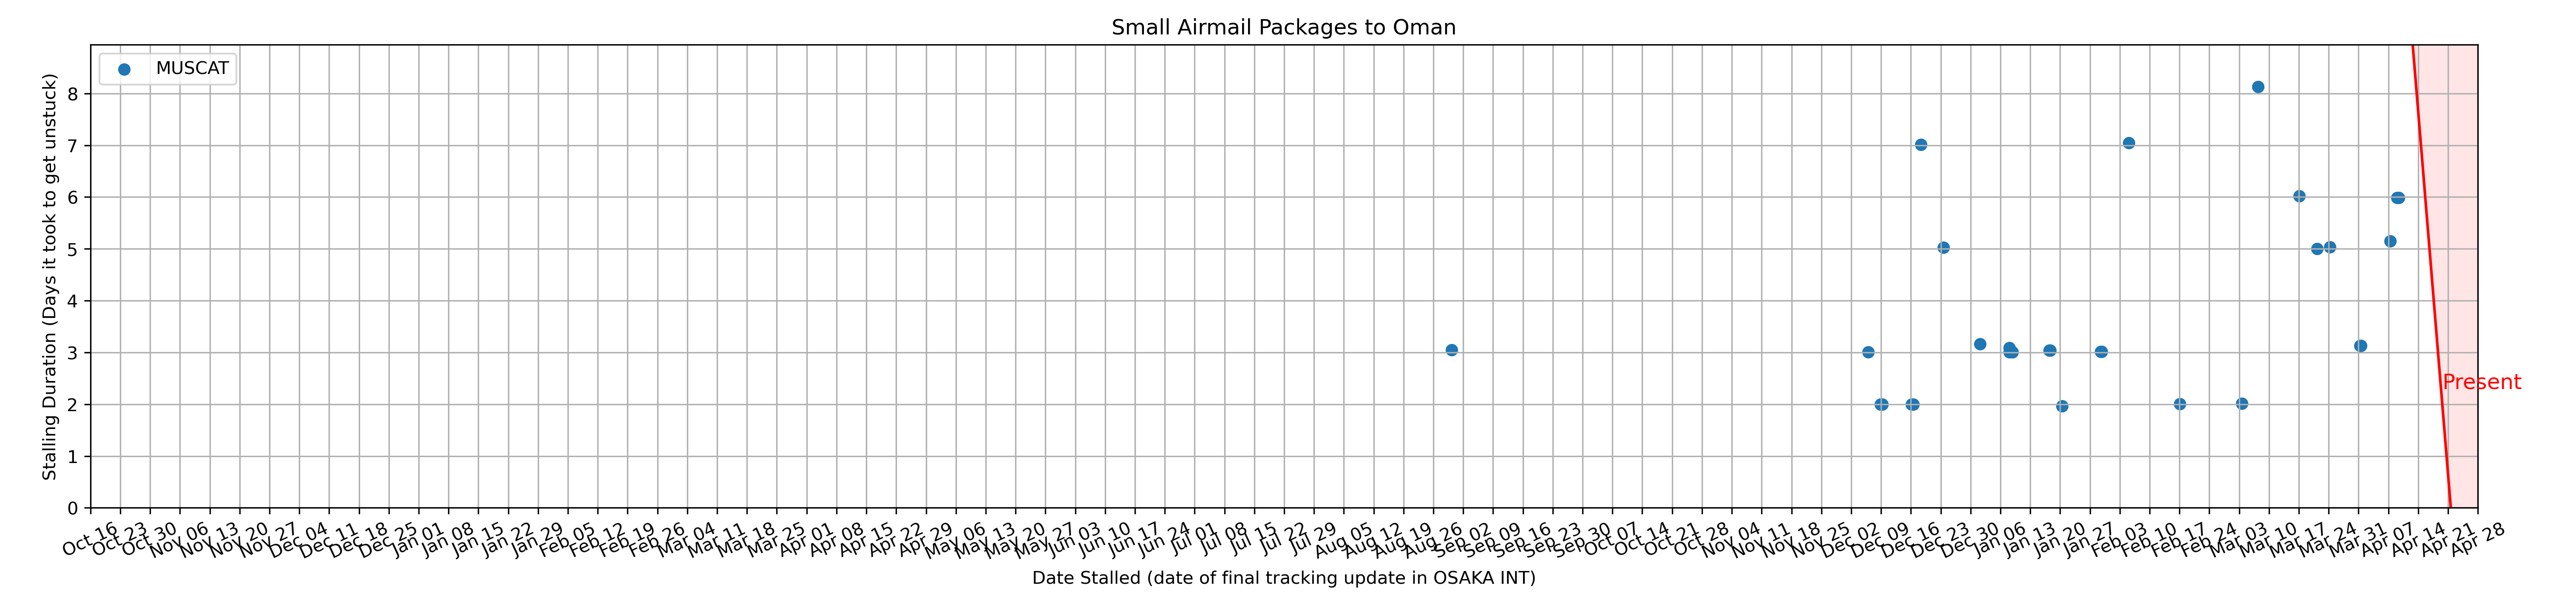 Small Airmail Packages to Oman
MUSCAT
Stalling Duration (Days it took to get unstuck)
8
7
6
5
4
3
2
1
0
Present
Oct 16 Oct 23 Oct 30 Nov 06 Nov 13 Nov 20 Nov 27 Dec 04 Dec 11 Dec 18 Dec 25 Jan 01 Jan 08 Jan 15 Jan 22 Jan 29 Feb 05 Feb 12 Feb 19 Feb 26 Mar 04 Mar 11 Mar 18 Mar 25 Apr 01 Apr 08 Apr 15 Apr 22 Apr 29 May 06 May 13 May 20 May 27 Jun 03 Jun 10 Jun 17 Jun 24 Jul 01 Jul 08 Jul 15 Jul 22 Jul 29 Aug 05 Aug 12 Aug 19 Aug 26 Sep 02 Sep 09 Sep 16 Sep 23 Sep 30 Oct 07 Oct 14 Oct 21 Oct 28 Nov 04 Nov 11 Nov 18 Nov 25 Dec 02 Dec 09 Dec 16 Dec 23 Dec 30 Jan 06 Jan 13 Jan 20 Jan 27 Feb 03 Feb 10 Feb 17 Feb 24 Mar 03 Mar 10 Mar 17 Mar 24 Mar 31 Apr 07 Apr 14 Apr 21 Apr 28
Date Stalled (date of final tracking update in OSAKA INT)